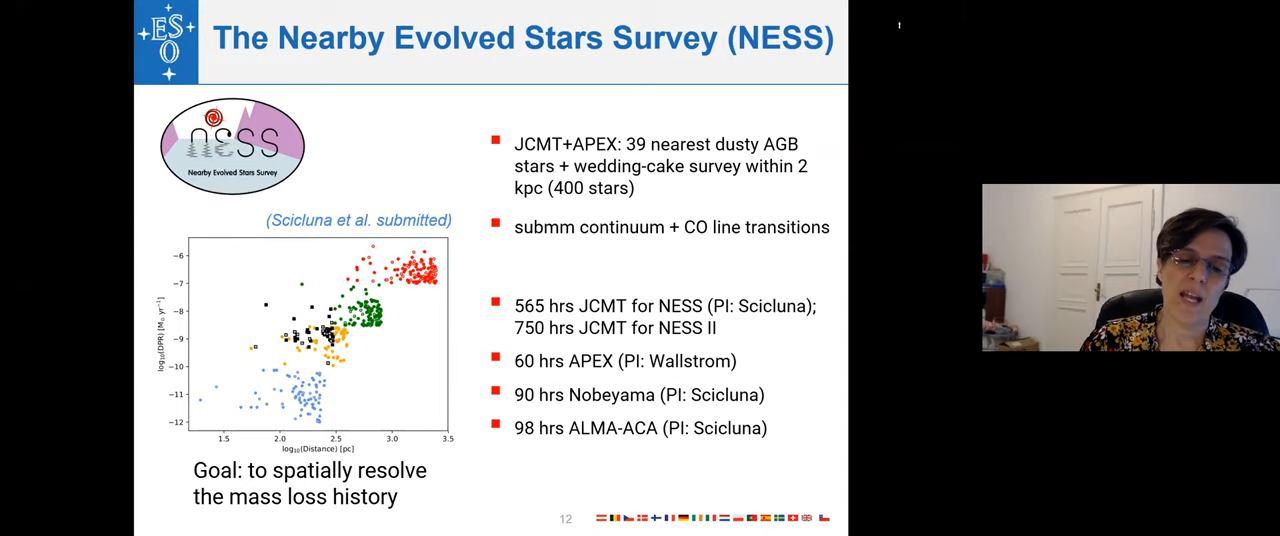 ES
O
The Nearby Evolved Stars Survey (NESS)
ness
Nearby Evolved Stars Survey
(Scicluna et al. submitted)
JCMT+APEX: 39 nearest dusty AGB
stars + wedding-cake survey within 2
kpc (400 stars)
submm continuum + CO line transitions
565 hrs JCMT for NESS (PI: Scicluna);
750 hrs JCMT for NESS II
60 hrs APEX (PI: Wallstrom)
90 hrs Nobeyama (PI: Scicluna)
98 hrs ALMA-ACA (PI: Scicluna)
log₁₀(DPR) [M☉ yr⁻¹]
−6
−7
−8
−9
−10
−11
−12
1.5 2.0 2.5 3.0 3.5
log₁₀(Distance) [pc]
Goal: to spatially resolve
the mass loss history
12